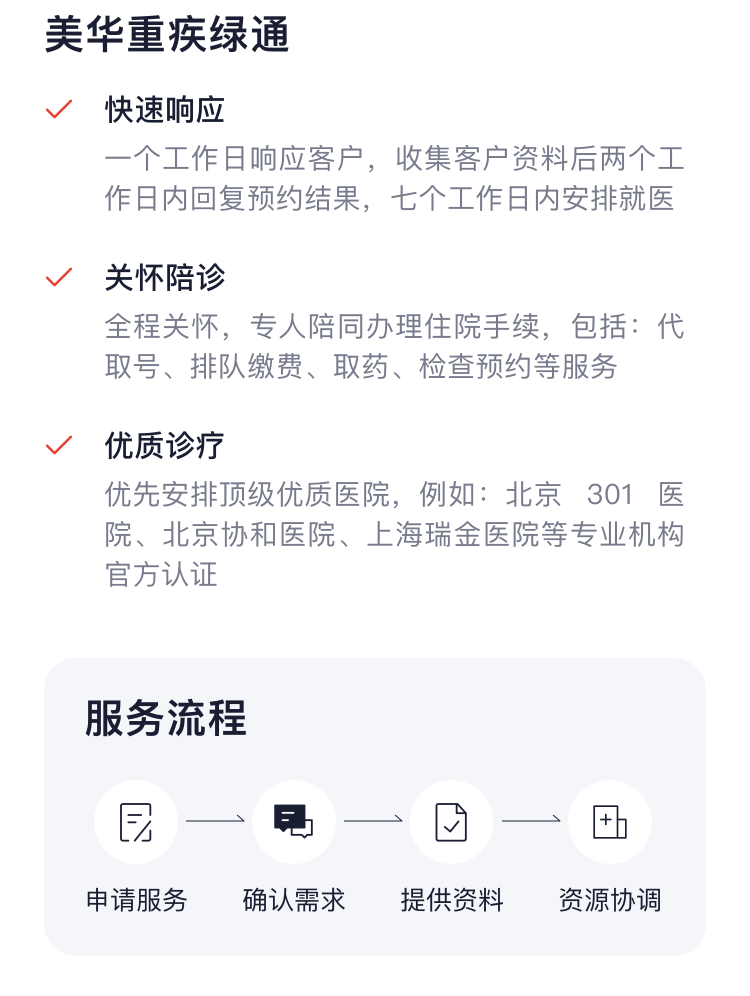 美华重疾绿通
快速响应
一个工作日响应客户，收集客户资料后两个工
作日内回复预约结果，七个工作日内安排就医
关怀陪诊
全程关怀，专人陪同办理住院手续，包括：代
取号、排队缴费、取药、检查预约等服务
优质诊疗
优先安排顶级优质医院，例如：北京 301 医
院、北京协和医院、上海瑞金医院等专业机构
官方认证
服务流程
申请服务 确认需求 提供资料 资源协调